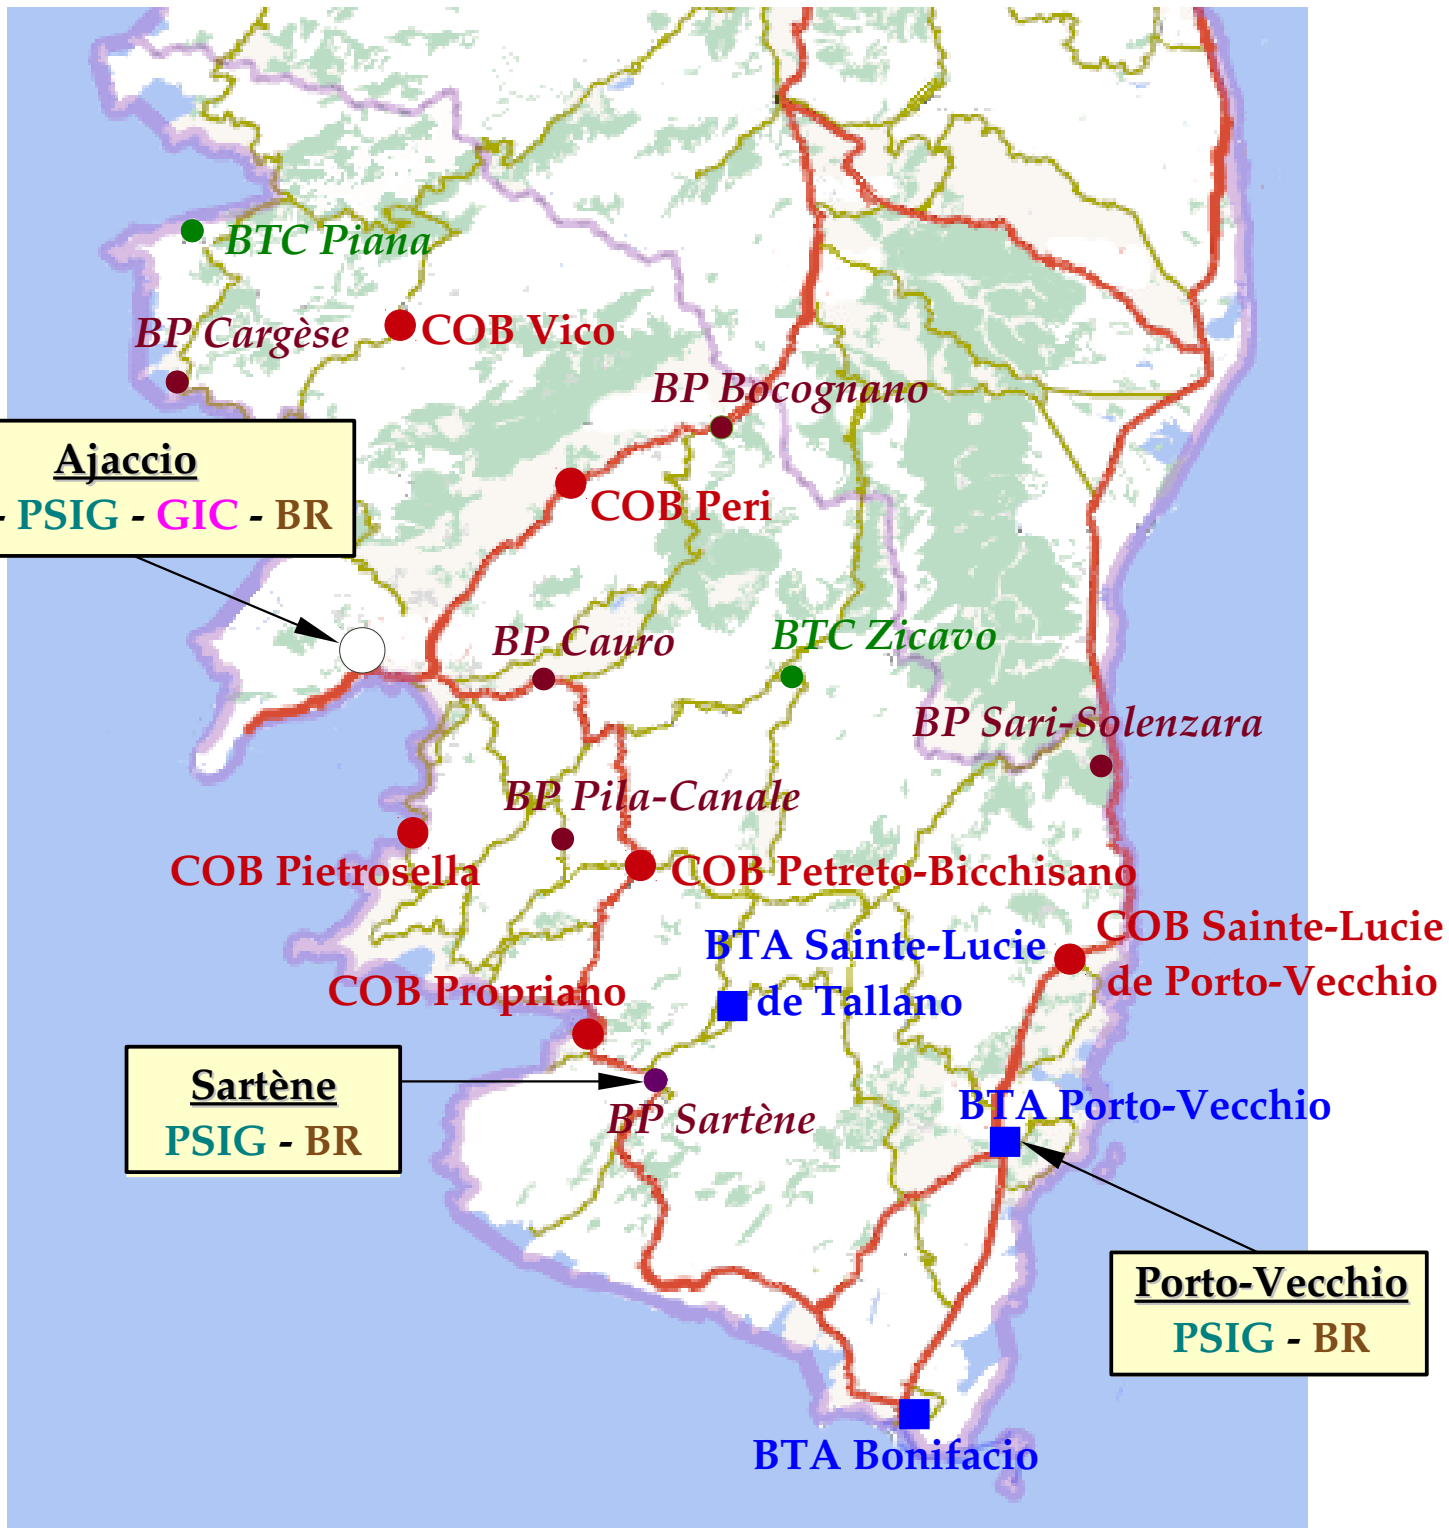 BTC Piana
BP Cargèse
COB Vico
BP Bocognano
Ajaccio
- PSIG - GIC - BR
COB Peri
BP Cauro
BTC Zicavo
BP Sari-Solenzara
BP Pila-Canale
COB Pietrosella
COB Petreto-Bicchisano
BTA Sainte-Lucie
de Tallano
COB Sainte-Lucie
de Porto-Vecchio
COB Propriano
Sartène
PSIG - BR
BP Sartène
BTA Porto-Vecchio
Porto-Vecchio
PSIG - BR
BTA Bonifacio